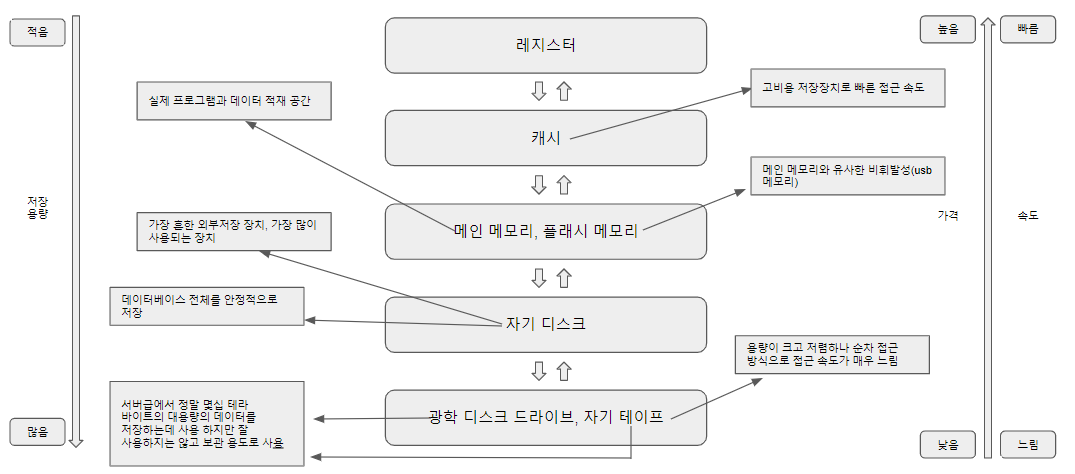 적음
레지스터
높음
빠름
실제 프로그램과 데이터 적재 공간
고비용 저장장치로 빠른 접근 속도
캐시
메인 메모리와 유사한 비휘발성(usb
메모리)
저장
용량
메인 메모리, 플래시 메모리
가격
속도
가장 흔한 외부저장 장치, 가장 많이
사용되는 장치
데이터베이스 전체를 안정적으로
저장
자기 디스크
용량이 크고 저렴하나 순차 접근
방식으로 접근 속도가 매우 느림
서버급에서 정말 몇십 테라
바이트의 대용량의 데이터를
저장하는데 사용 하지만 잘
사용하지는 않고 보관 용도로 사용
광학 디스크 드라이브, 자기 테이프
많음
낮음
느림